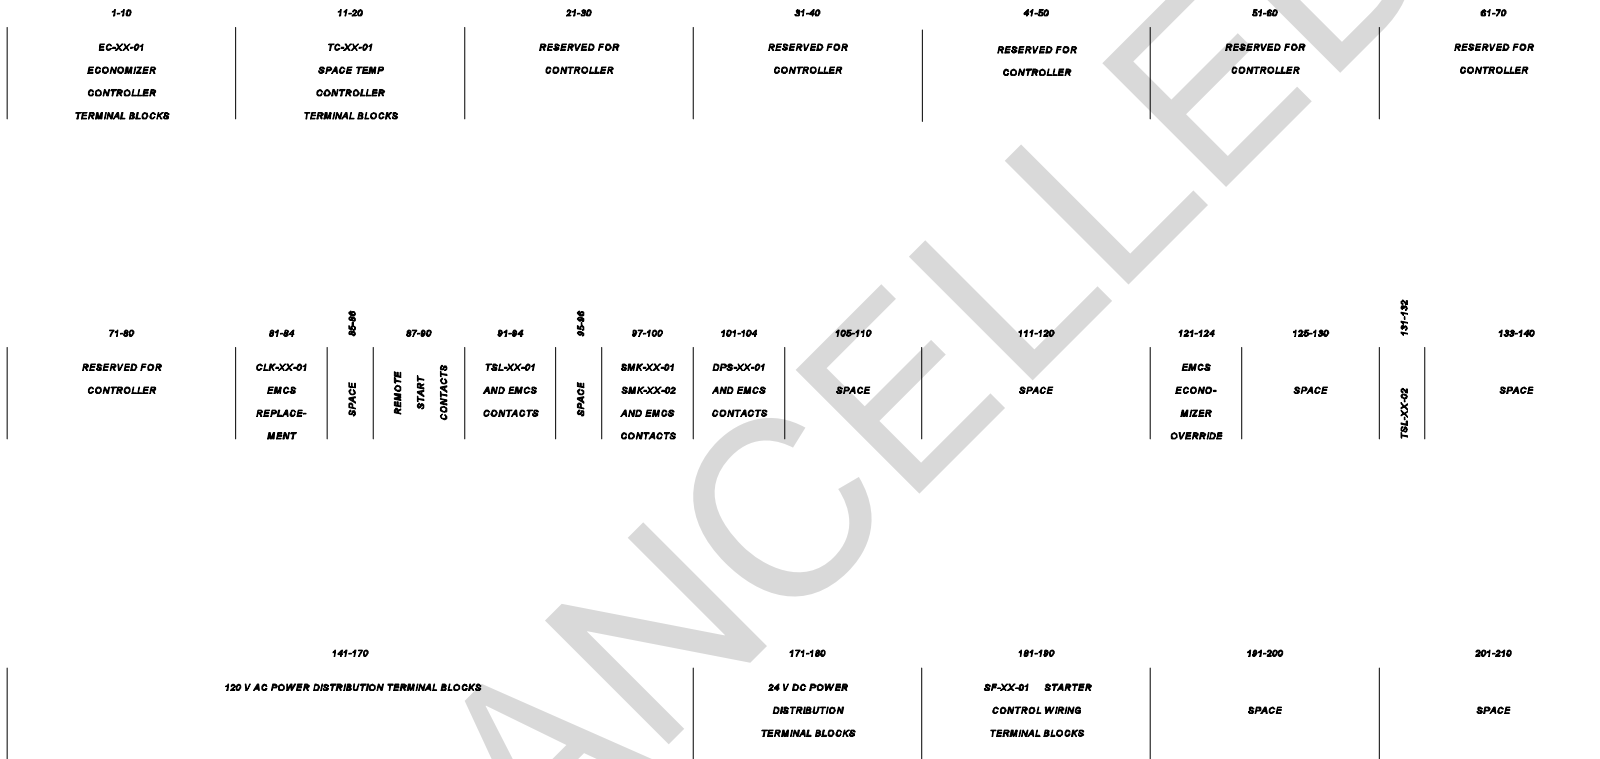 1-10
EC-XX-01
ECONOMIZER
CONTROLLER
TERMINAL BLOCKS
11-20
TC-XX-01
SPACE TEMP
CONTROLLER
TERMINAL BLOCKS
21-30
RESERVED FOR
CONTROLLER
31-40
RESERVED FOR
CONTROLLER
41-50
RESERVED FOR
CONTROLLER
51-60
RESERVED FOR
CONTROLLER
61-70
RESERVED FOR
CONTROLLER
71-80
RESERVED FOR
CONTROLLER
81-84
CLK-XX-01
EMCS
REPLACE-
MENT
85-86
SPACE
87-90
REMOTE
START
CONTACTS
91-94
TSL-XX-01
AND EMCS
CONTACTS
95-96
SPACE
97-100
SMK-XX-01
SMK-XX-02
AND EMCS
CONTACTS
101-104
DPS-XX-01
AND EMCS
CONTACTS
105-110
SPACE
111-120
SPACE
121-124
EMCS
ECONO-
MIZER
OVERRIDE
125-130
SPACE
131-132
TSL-XX-02
133-140
SPACE
141-170
120 V AC POWER DISTRIBUTION TERMINAL BLOCKS
171-180
24 V DC POWER
DISTRIBUTION
TERMINAL BLOCKS
181-190
SF-XX-01 STARTER
CONTROL WIRING
TERMINAL BLOCKS
191-200
SPACE
201-210
SPACE
ANCELLED